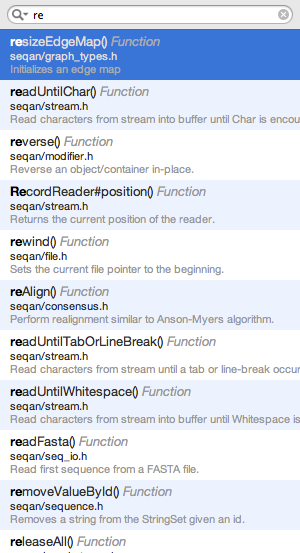 re
resizeEdgeMap() Function
seqan/graph_types.h
Initializes an edge map
readUntilChar() Function
seqan/stream.h
Read characters from stream into buffer until Char is encou
reverse() Function
seqan/modifier.h
Reverse an object/container in-place.
RecordReader#position() Function
seqan/stream.h
Returns the current position of the reader.
rewind() Function
seqan/file.h
Sets the current file pointer to the beginning.
reAlign() Function
seqan/consensus.h
Perform realignment similar to Anson-Myers algorithm.
readUntilTabOrLineBreak() Function
seqan/stream.h
Read characters from stream until a tab or line-break occur
readUntilWhitespace() Function
seqan/stream.h
Read characters from stream into buffer until Whitespace is
readFasta() Function
seqan/seq_io.h
Read first sequence from a FASTA file.
removeValueById() Function
seqan/sequence.h
Removes a string from the StringSet given an id.
releaseAll() Function